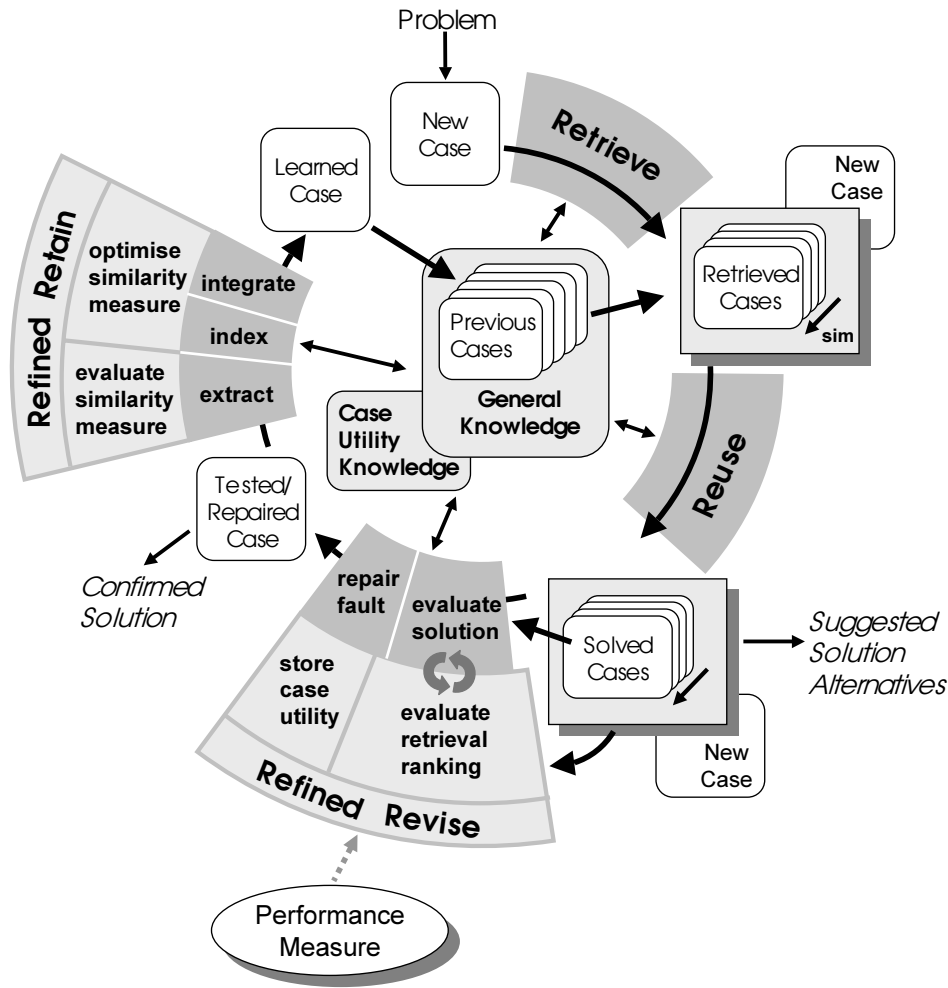 Problem
New
Case
Retrieve
New
Case
Learned
Case
Retrieved
Cases
sim
Previous
Cases
General
Knowledge
Case
Utility
Knowledge
Refined Retain
optimise
similarity
measure
integrate
index
evaluate
similarity
measure
extract
Reuse
Tested/
Repaired
Case
Confirmed
Solution
repair
fault
evaluate
solution
Solved
Cases
Suggested
Solution
Alternatives
New
Case
store
case
utility
evaluate
retrieval
ranking
Refined Revise
Performance
Measure